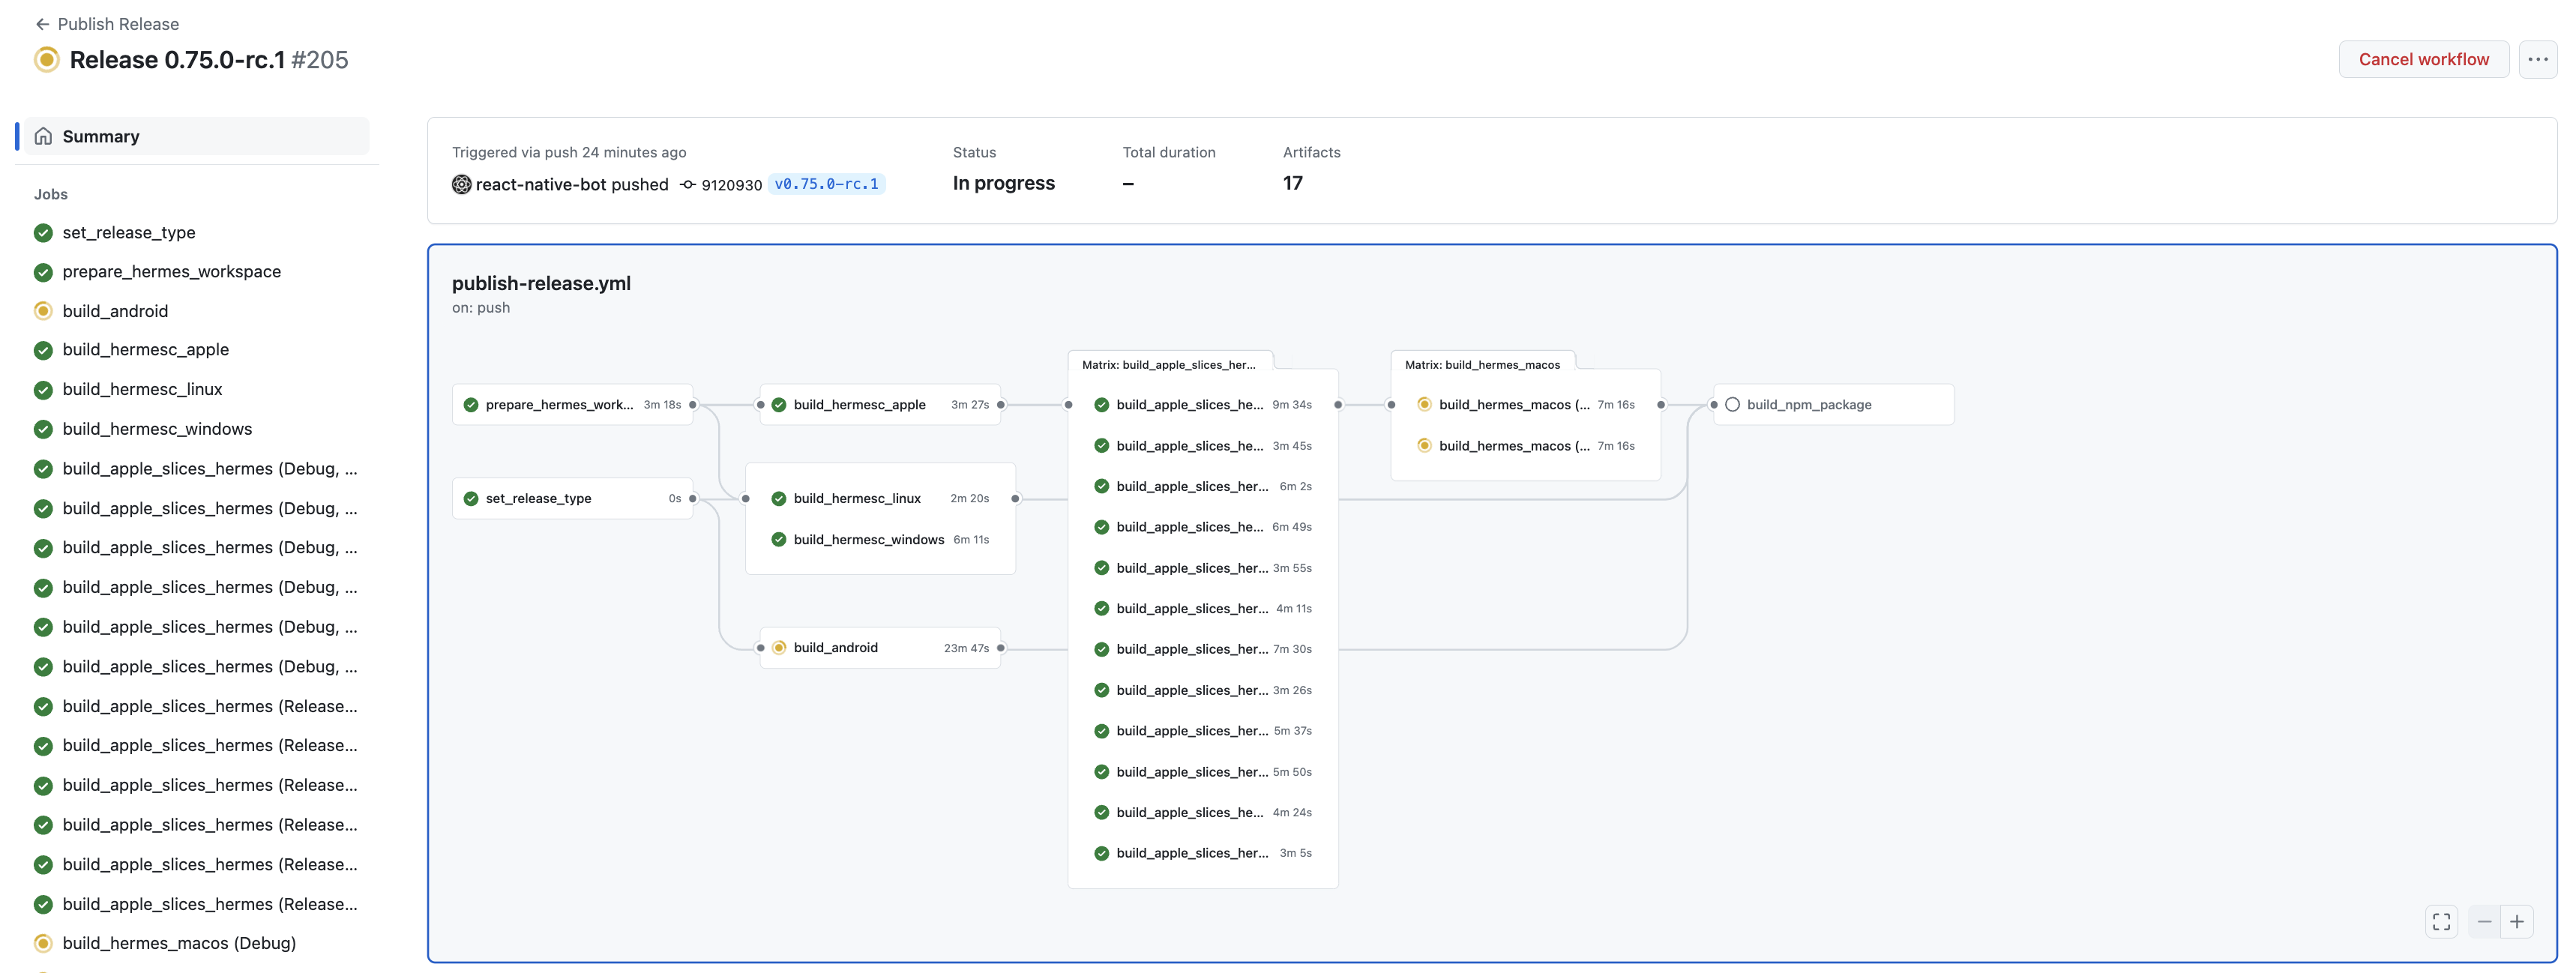 Publish Release
Release 0.75.0-rc.1 #205
Cancel workflow
Summary
Jobs
set_release_type
prepare_hermes_workspace
build_android
build_hermesc_apple
build_hermesc_linux
build_hermesc_windows
build_apple_slices_hermes (Debug, ...
build_apple_slices_hermes (Debug, ...
build_apple_slices_hermes (Debug, ...
build_apple_slices_hermes (Debug, ...
build_apple_slices_hermes (Debug, ...
build_apple_slices_hermes (Debug, ...
build_apple_slices_hermes (Release...
build_apple_slices_hermes (Release...
build_apple_slices_hermes (Release...
build_apple_slices_hermes (Release...
build_apple_slices_hermes (Release...
build_apple_slices_hermes (Release...
build_hermes_macos (Debug)
Triggered via push 24 minutes ago
react-native-bot pushed 9120930 v0.75.0-rc.1
Status
In progress
Total duration
–
Artifacts
17
publish-release.yml
on: push
prepare_hermes_work... 3m 18s
set_release_type 0s
build_hermesc_apple 3m 27s
build_hermesc_linux 2m 20s
build_hermesc_windows 6m 11s
build_android 23m 47s
Matrix: build_apple_slices_her...
build_apple_slices_he... 9m 34s
build_apple_slices_he... 3m 45s
build_apple_slices_her... 6m 2s
build_apple_slices_he... 6m 49s
build_apple_slices_her... 3m 55s
build_apple_slices_her... 4m 11s
build_apple_slices_her... 7m 30s
build_apple_slices_her... 3m 26s
build_apple_slices_her... 5m 37s
build_apple_slices_her... 5m 50s
build_apple_slices_he... 4m 24s
build_apple_slices_her... 3m 5s
Matrix: build_hermes_macos
build_hermes_macos (... 7m 16s
build_hermes_macos (... 7m 16s
build_npm_package